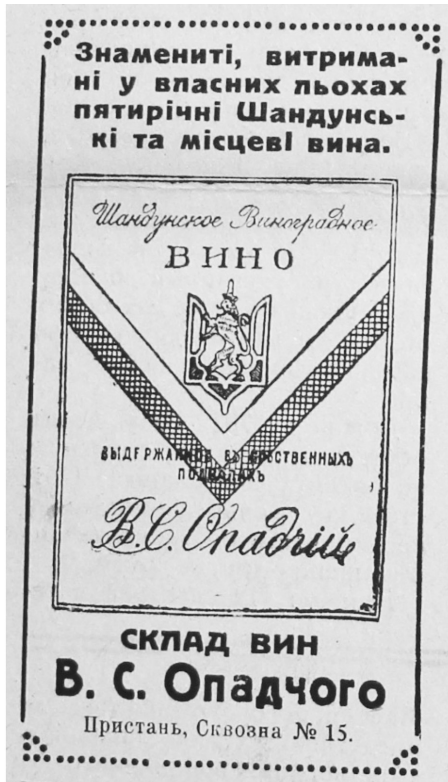 Знамениті, витрима-
ні у власних льохах
пятирічні Шандунсь-
кі та місцеві вина.
Шандунское Виноградное
ВИНО
ВЫДЕРЖАННОЕ ВЪ СОБСТВЕННЫХЪ
ПОДВАЛАХЪ
В.С. Опадчій
СКЛАД ВИН
В. С. Опадчого
Пристань, Сквозна № 15.